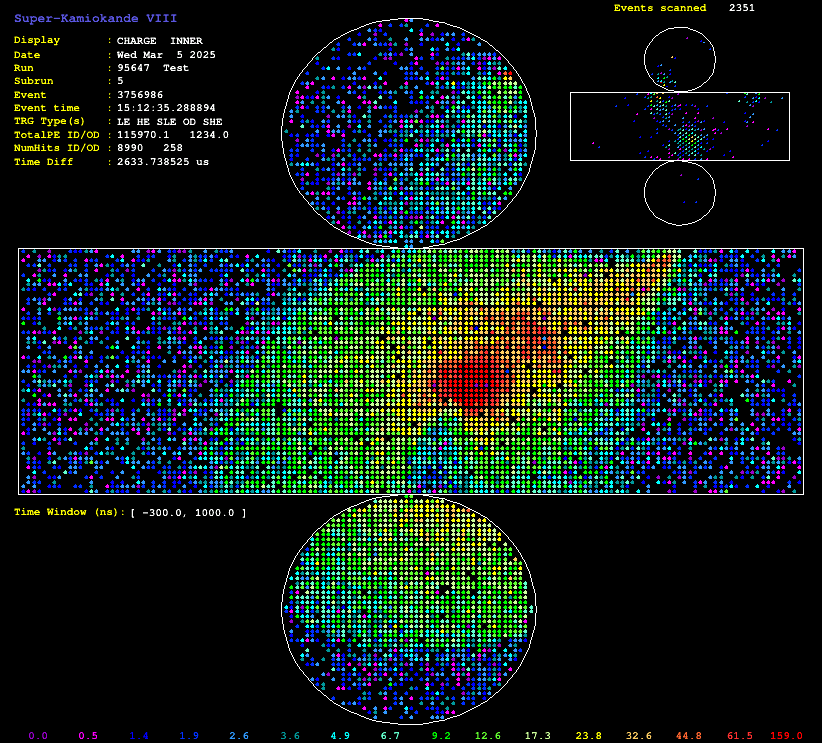 Super-Kamiokande VIII
Events scanned 2351
Display : CHARGE INNER
Date : Wed Mar 5 2025
Run : 95647 Test
Subrun : 5
Event : 3756986
Event time : 15:12:35.288894
TRG Type(s) : LE HE SLE OD SHE
TotalPE ID/OD : 115970.1 1234.0
NumHits ID/OD : 8990 258
Time Diff : 2633.738525 us
Time Window (ns): [ -300.0, 1000.0 ]
0.0 0.5 1.4 1.9 2.6 3.6 4.9 6.7 9.2 12.6 17.3 23.8 32.6 44.8 61.5 159.0